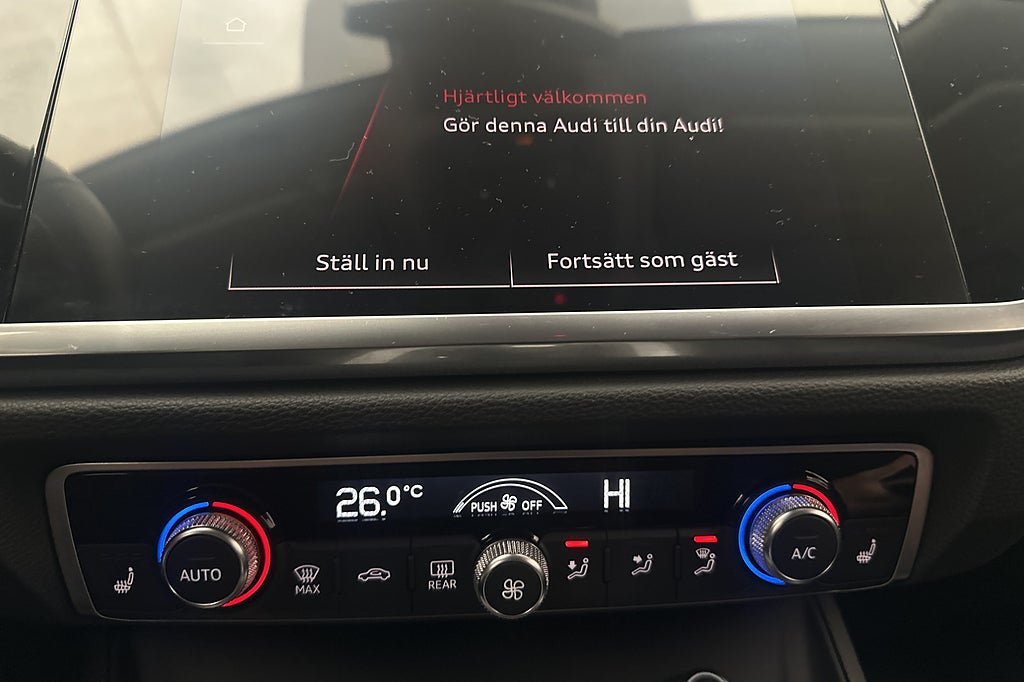 Hjärtligt välkommen
Gör denna Audi till din Audi!
Ställ in nu
Fortsätt som gäst
26.0°C
PUSH OFF
HI
AUTO
MAX
REAR
A/C